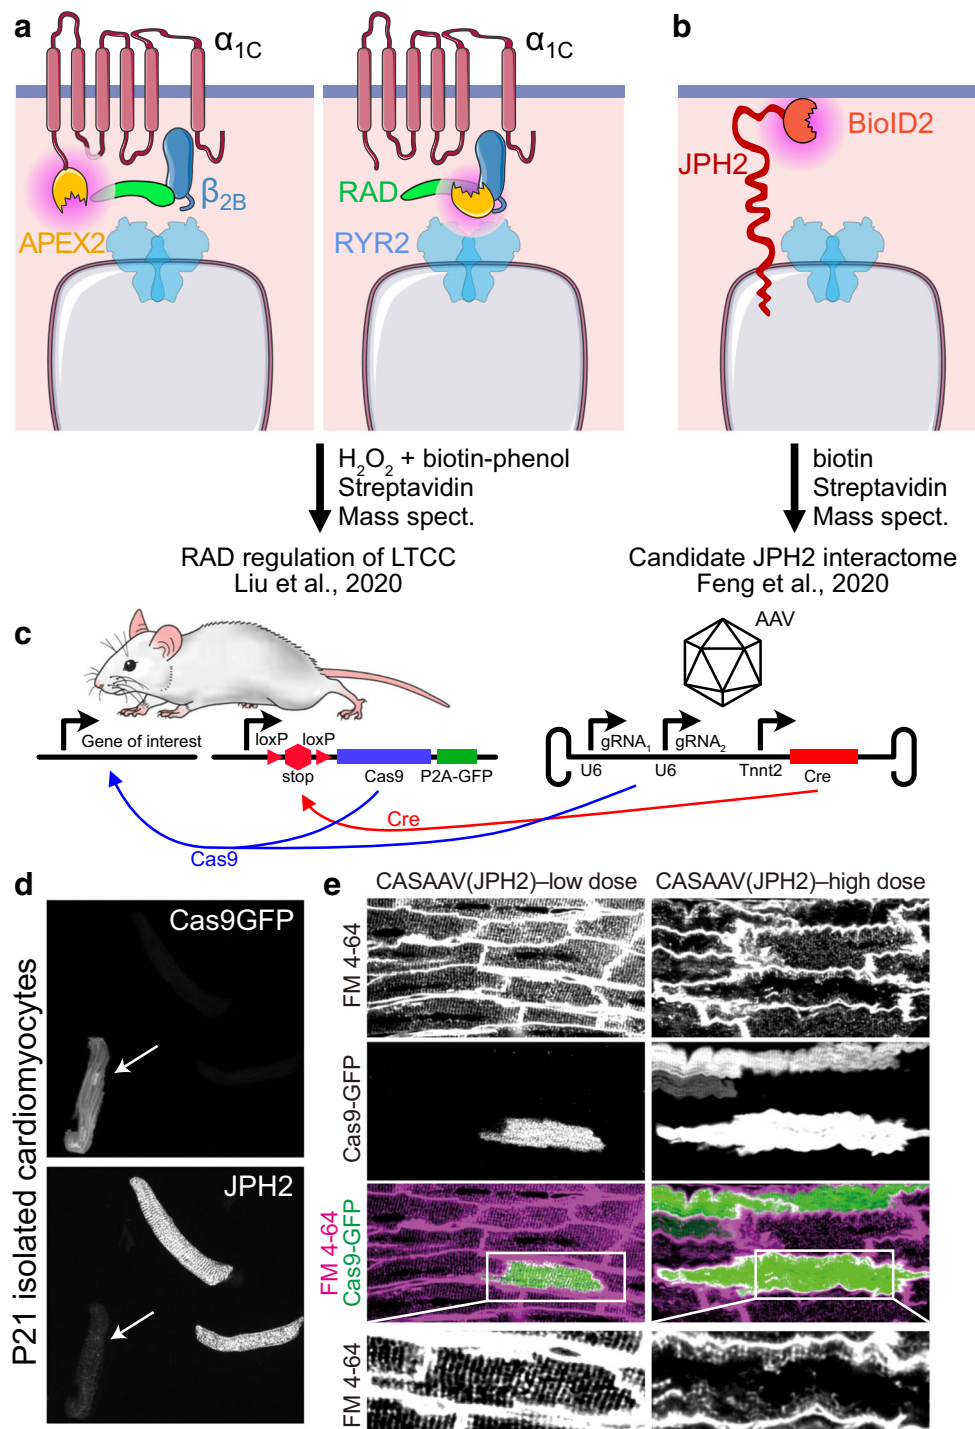 a
α1C
α1C
β2B
APEX2
RAD
RYR2
b
BioID2
JPH2
H2O2 + biotin-phenol
Streptavidin
Mass spect.
RAD regulation of LTCC
Liu et al., 2020
biotin
Streptavidin
Mass spect.
Candidate JPH2 interactome
Feng et al., 2020
c
AAV
Gene of interest
loxP
loxP
stop
Cas9
P2A-GFP
gRNA1
gRNA2
U6
U6
Tnnt2
Cre
Cre
Cas9
d
P21 isolated cardiomyocytes
Cas9GFP
JPH2
e
CASAAV(JPH2)–low dose
CASAAV(JPH2)–high dose
FM 4-64
Cas9-GFP
FM 4-64
Cas9-GFP
FM 4-64